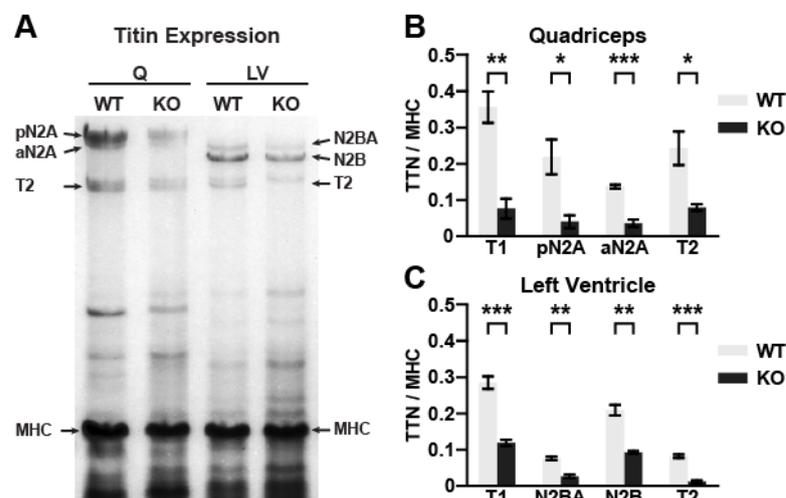 A
Titin Expression
Q LV
WT KO WT KO
pN2A
aN2A
T2
MHC
N2BA
N2B
T2
MHC
B
Quadriceps
TTN / MHC
0.5
0.4
0.3
0.2
0.1
0
** * *** *
T1 pN2A aN2A T2
WT
KO
C
Left Ventricle
TTN / MHC
0.5
0.4
0.3
0.2
0.1
0
*** ** ** ***
T1 N2BA N2B T2
WT
KO